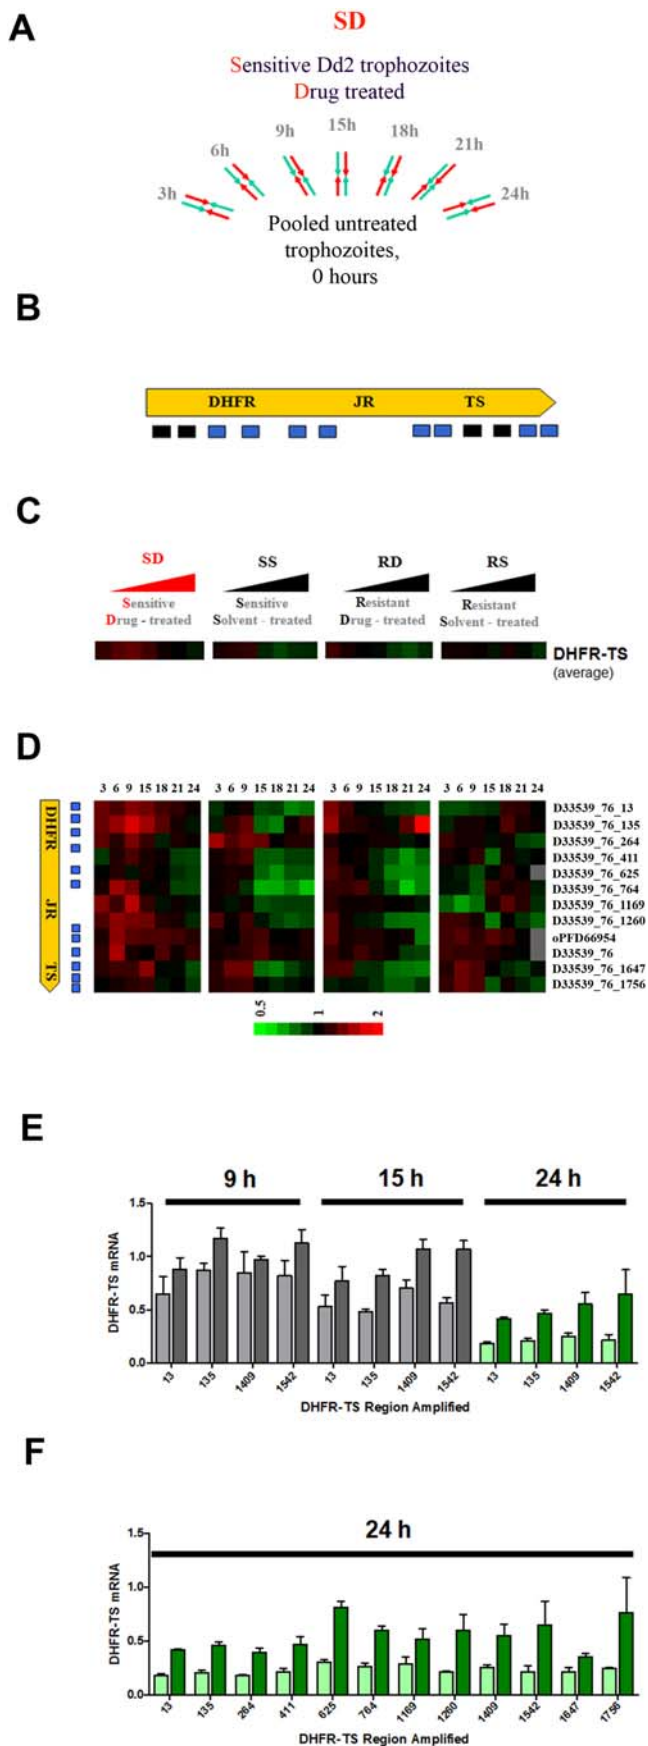 A
SD
Sensitive Dd2 trophozoites
Drug treated
3h
6h
9h
15h
18h
21h
24h
Pooled untreated
trophozoites,
0 hours
B
DHFR JR TS
C
SD SS RD RS
Sensitive Sensitive Resistant Resistant
Drug - treated Solvent - treated Drug - treated Solvent - treated
DHFR-TS
(average)
D
3 6 9 15 18 21 24 3 6 9 15 18 21 24 3 6 9 15 18 21 24 3 6 9 15 18 21 24
DHFR
JR
TS
D33539_76_13
D33539_76_135
D33539_76_264
D33539_76_411
D33539_76_625
D33539_76_764
D33539_76_1169
D33539_76_1260
oPFD66954
D33539_76
D33539_76_1647
D33539_76_1756
0.5 1 2
E
9 h 15 h 24 h
DHFR-TS mRNA
1.5
1.0
0.5
0.0
13 135 1409 1542 13 135 1409 1542 13 135 1409 1542
DHFR-TS Region Amplified
F
24 h
DHFR-TS mRNA
1.5
1.0
0.5
0.0
13 135 264 411 625 764 1169 1260 1409 1542 1647 1756
DHFR-TS Region Amplified